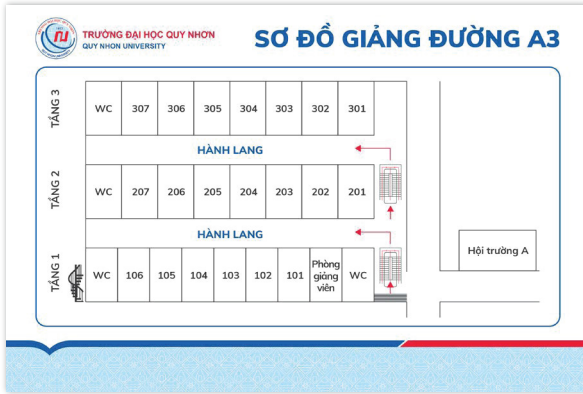 TRƯỜNG ĐẠI HỌC QUY NHƠN
QUY NHON UNIVERSITY
SƠ ĐỒ GIẢNG ĐƯỜNG A3
TẦNG 3
WC 307 306 305 304 303 302 301
HÀNH LANG
TẦNG 2
WC 207 206 205 204 203 202 201
HÀNH LANG
TẦNG 1
WC 106 105 104 103 102 101 Phòng giảng viên WC
Hội trường A